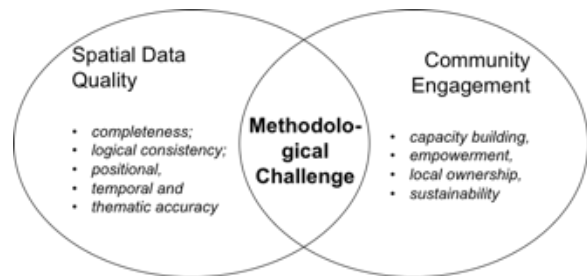 Spatial Data
Quality
• completeness;
• logical consistency;
• positional,
• temporal and
• thematic accuracy
Methodolo-
gical
Challenge
Community
Engagement
• capacity building,
• empowerment,
• local ownership,
• sustainability